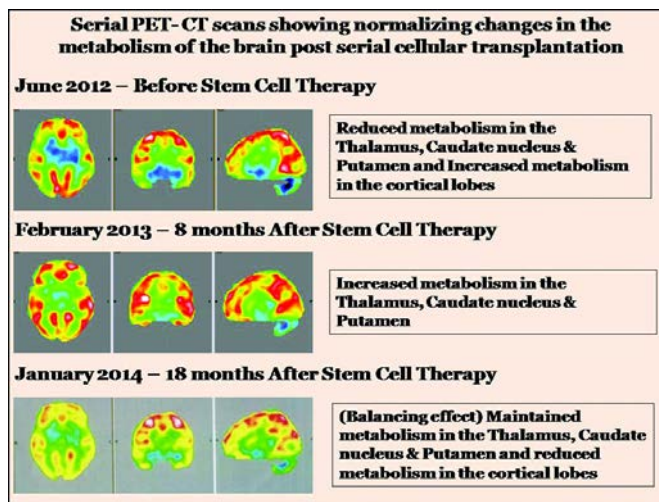 Serial PET-CT scans showing normalizing changes in the
metabolism of the brain post serial cellular transplantation
June 2012 – Before Stem Cell Therapy
Reduced metabolism in the
Thalamus, Caudate nucleus &
Putamen and Increased metabolism
in the cortical lobes
February 2013 – 8 months After Stem Cell Therapy
Increased metabolism in the
Thalamus, Caudate nucleus &
Putamen
January 2014 – 18 months After Stem Cell Therapy
(Balancing effect) Maintained
metabolism in the Thalamus, Caudate
nucleus & Putamen and reduced
metabolism in the cortical lobes